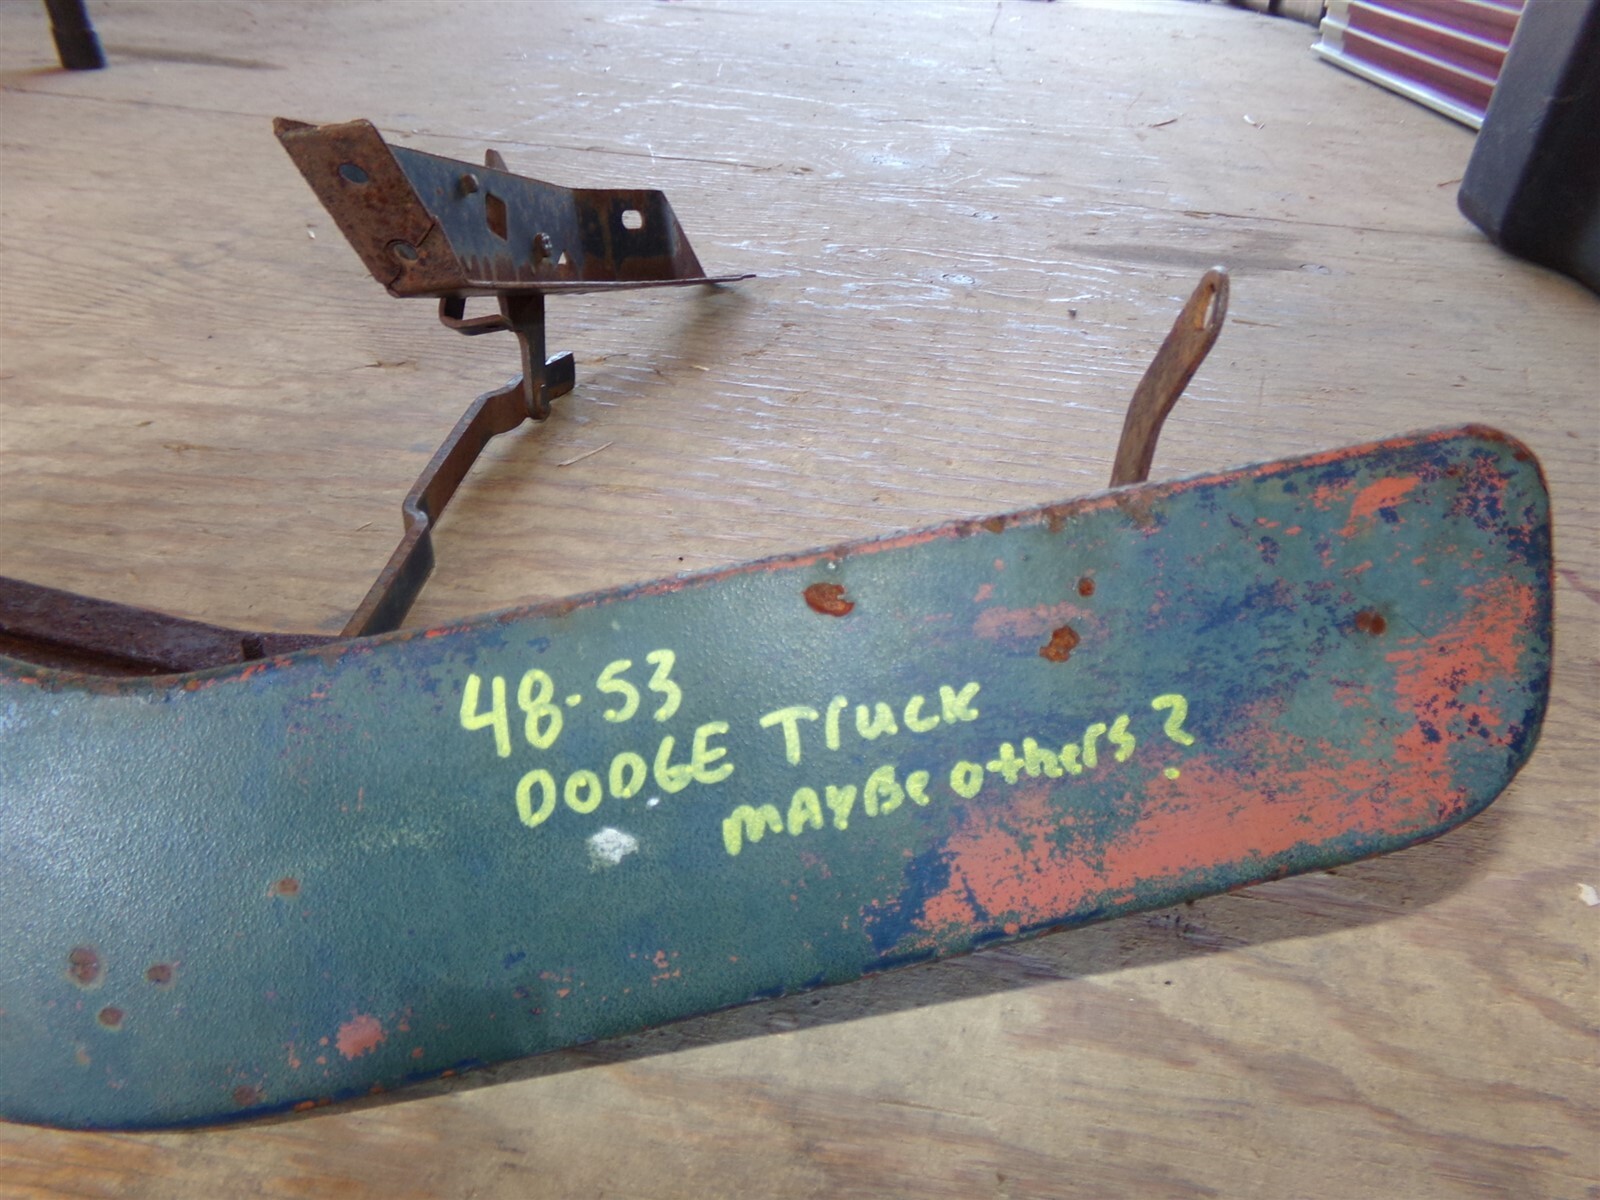 48-53
DODGE Truck
MAYBe others?